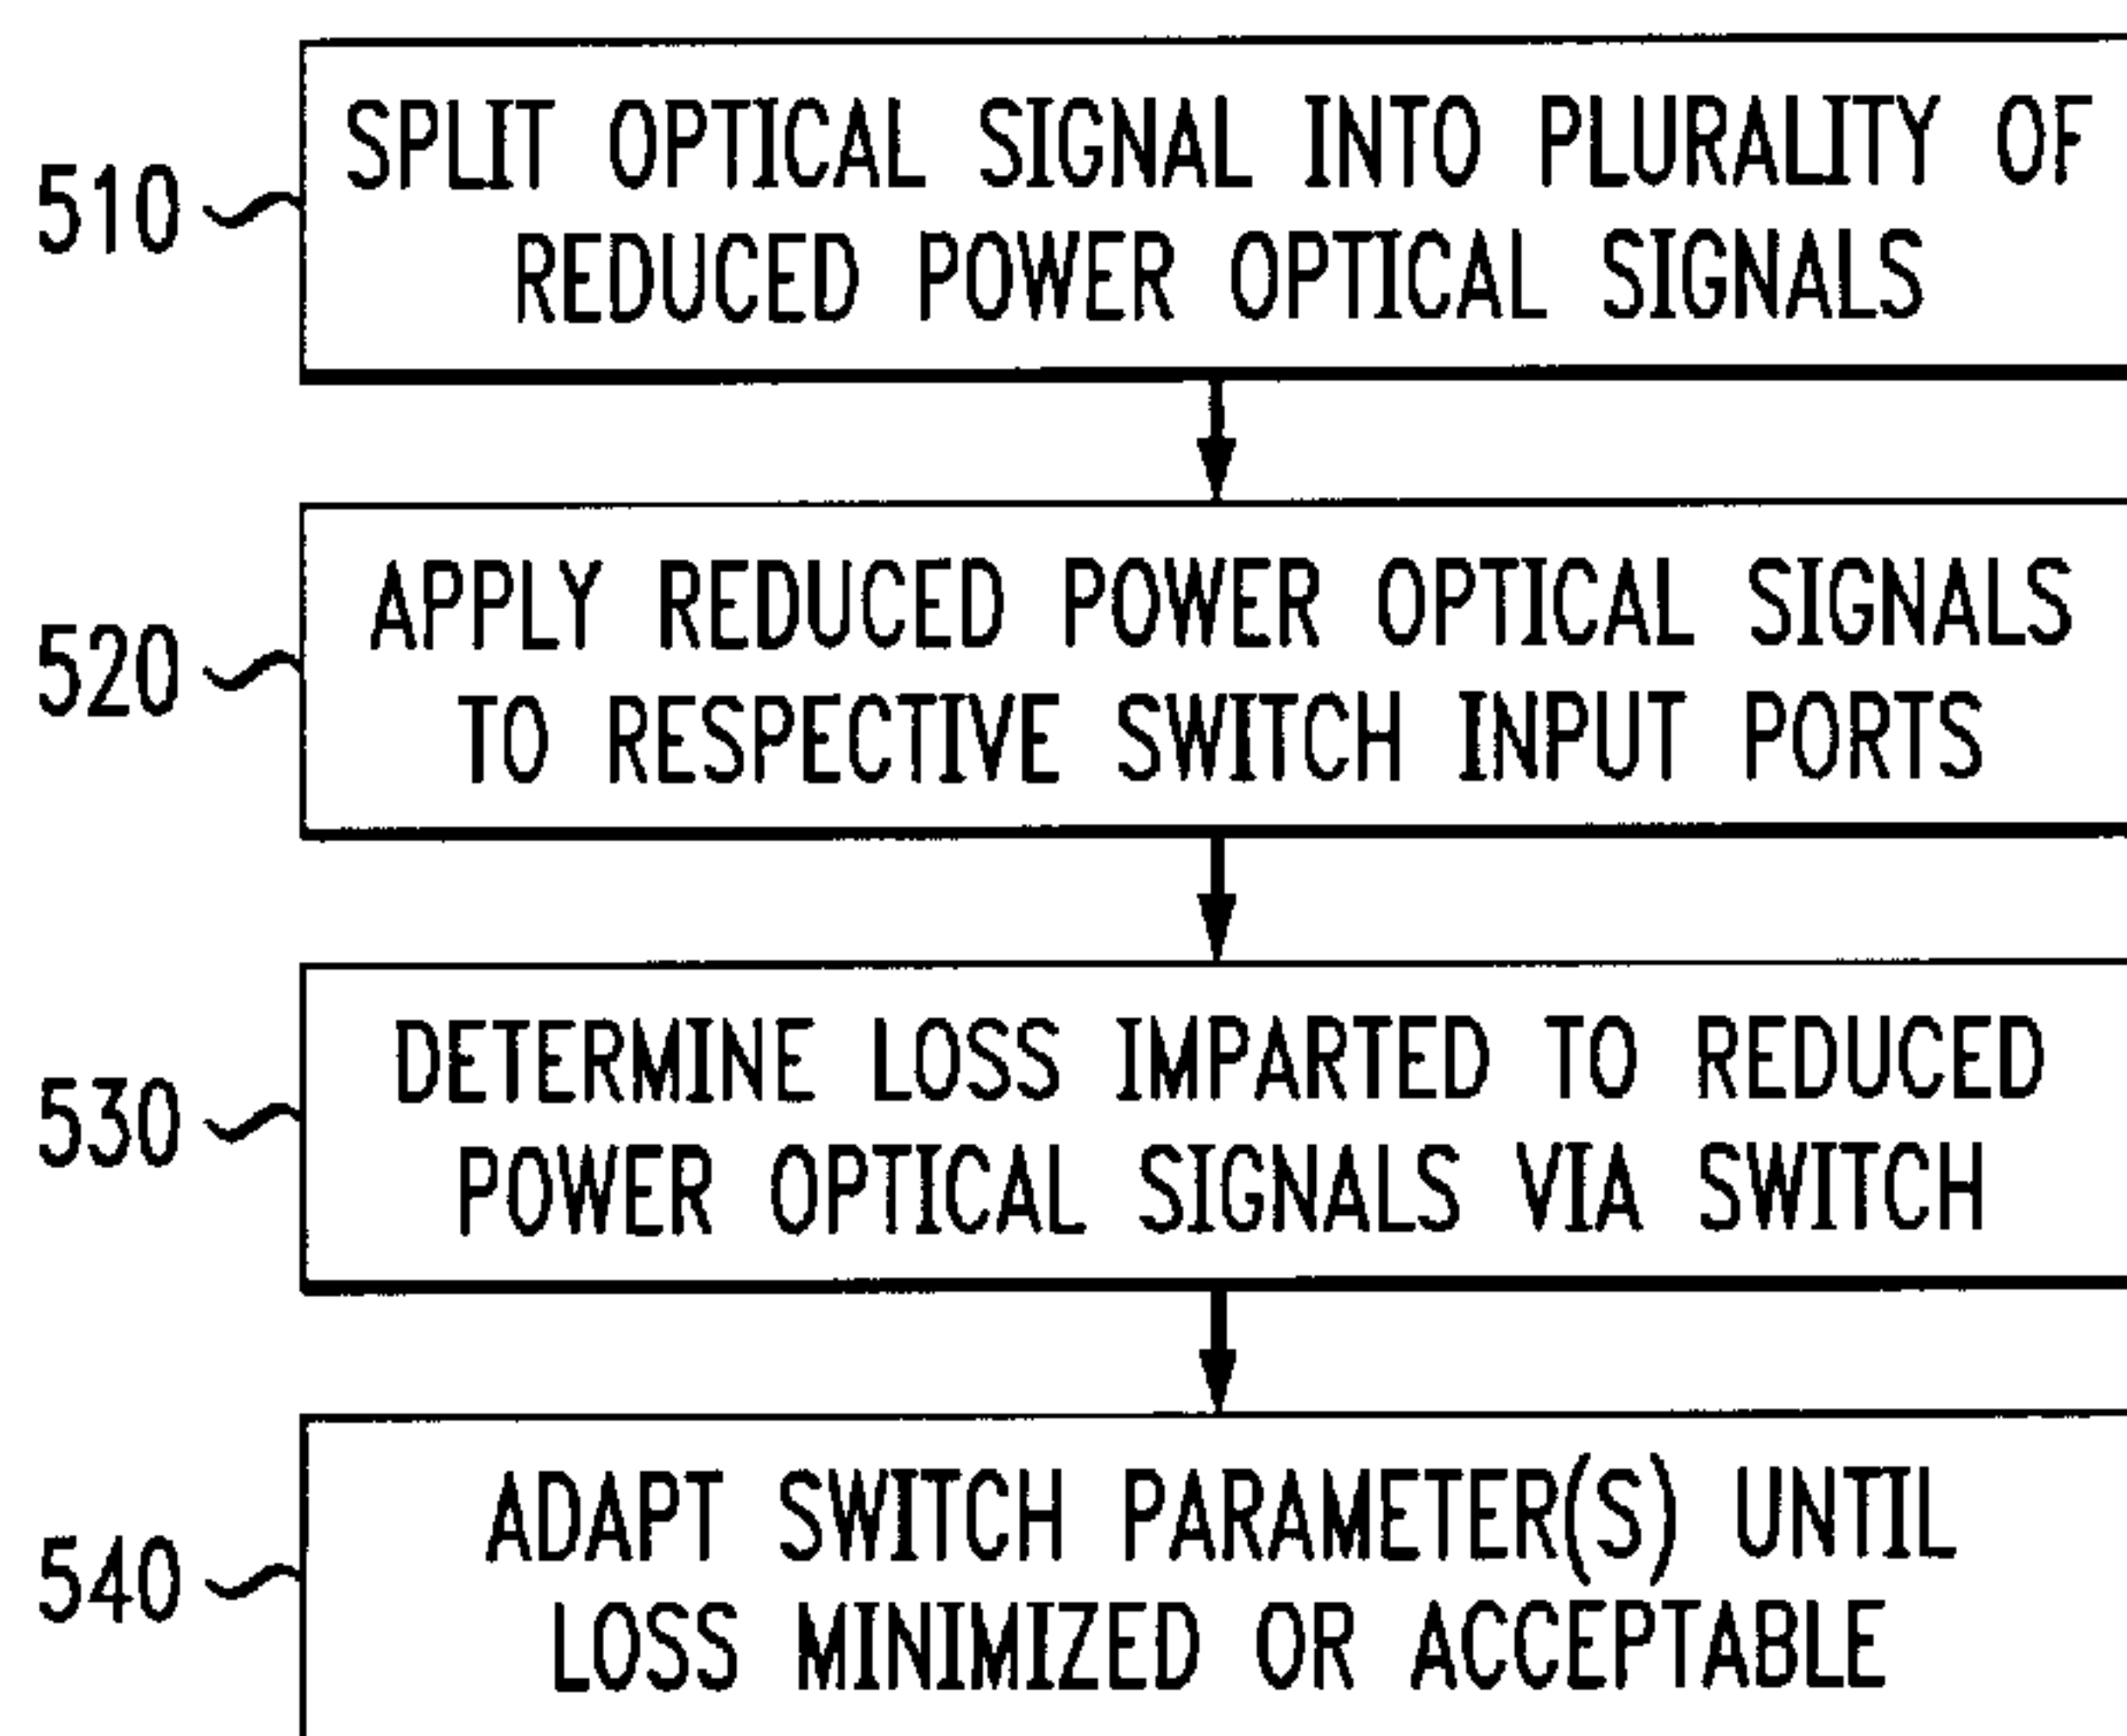 510
SPLIT OPTICAL SIGNAL INTO PLURALITY OF
REDUCED POWER OPTICAL SIGNALS
520
APPLY REDUCED POWER OPTICAL SIGNALS
TO RESPECTIVE SWITCH INPUT PORTS
530
DETERMINE LOSS IMPARTED TO REDUCED
POWER OPTICAL SIGNALS VIA SWITCH
540
ADAPT SWITCH PARAMETER(S) UNTIL
LOSS MINIMIZED OR ACCEPTABLE